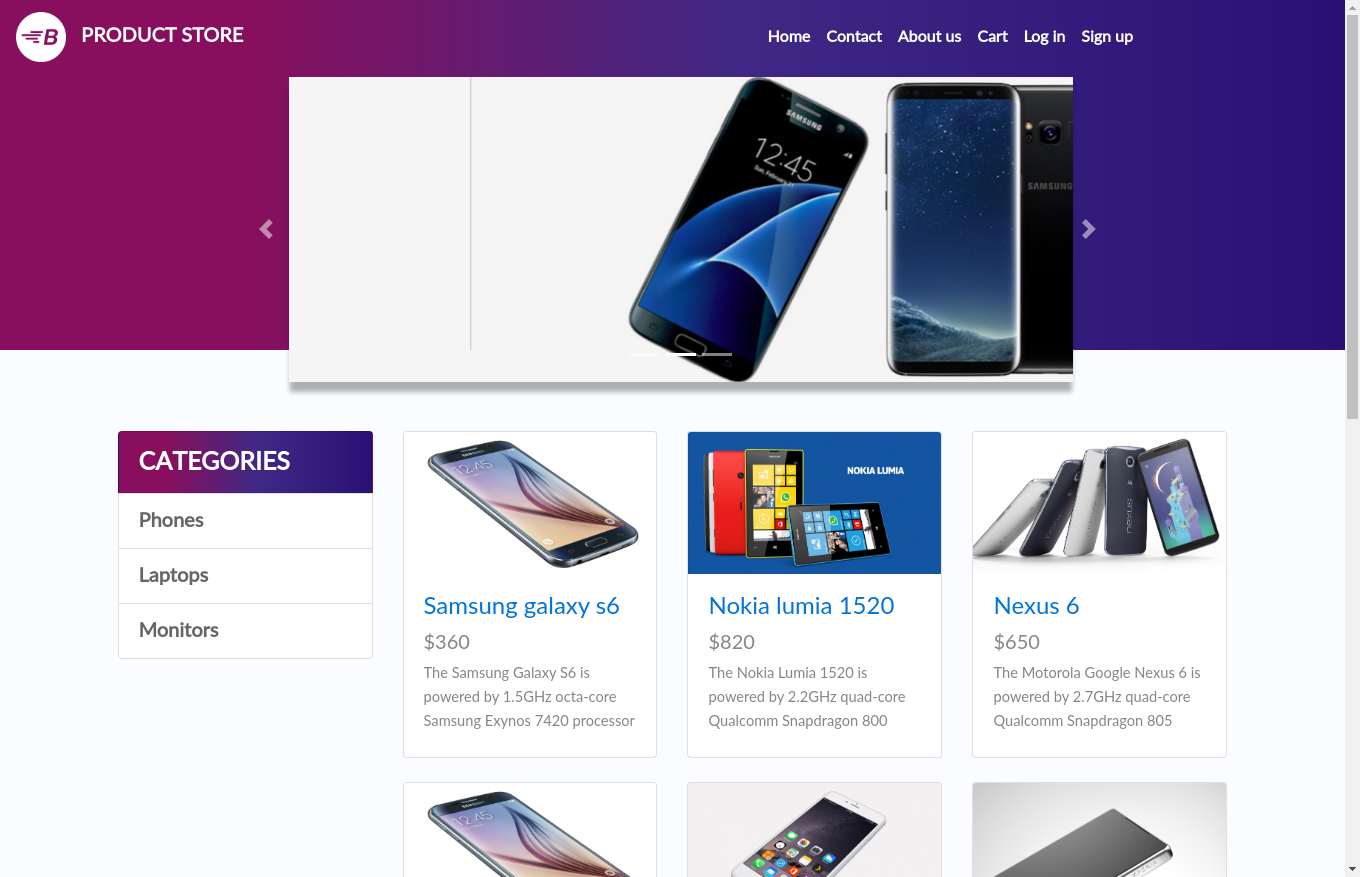 B
PRODUCT STORE
Home
Contact
About us
Cart
Log in
Sign up
SAMSUNG
12:45
Sun, February 21
SAMSUNG
CATEGORIES
Phones
Laptops
Monitors
12:45
Samsung galaxy s6
$360
The Samsung Galaxy S6 is
powered by 1.5GHz octa-core
Samsung Exynos 7420 processor
NOKIA LUMIA
Nokia lumia 1520
$820
The Nokia Lumia 1520 is
powered by 2.2GHz quad-core
Qualcomm Snapdragon 800
nexus
Nexus 6
$650
The Motorola Google Nexus 6 is
powered by 2.7GHz quad-core
Qualcomm Snapdragon 805
12:45
XPERIA